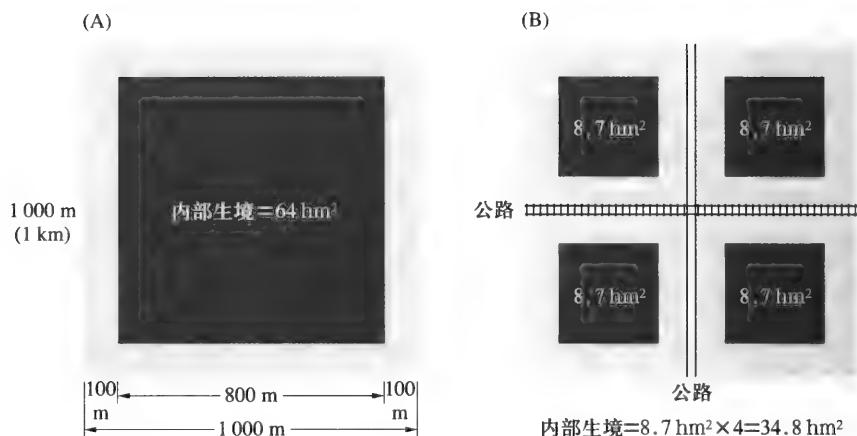 (A)
1 000 m
(1 km)
内部生境=64 hm²
100 m
800 m
100 m
1 000 m
(B)
8.7 hm²
8.7 hm²
公路
8.7 hm²
8.7 hm²
公路
内部生境=8.7 hm²×4=34.8 hm²